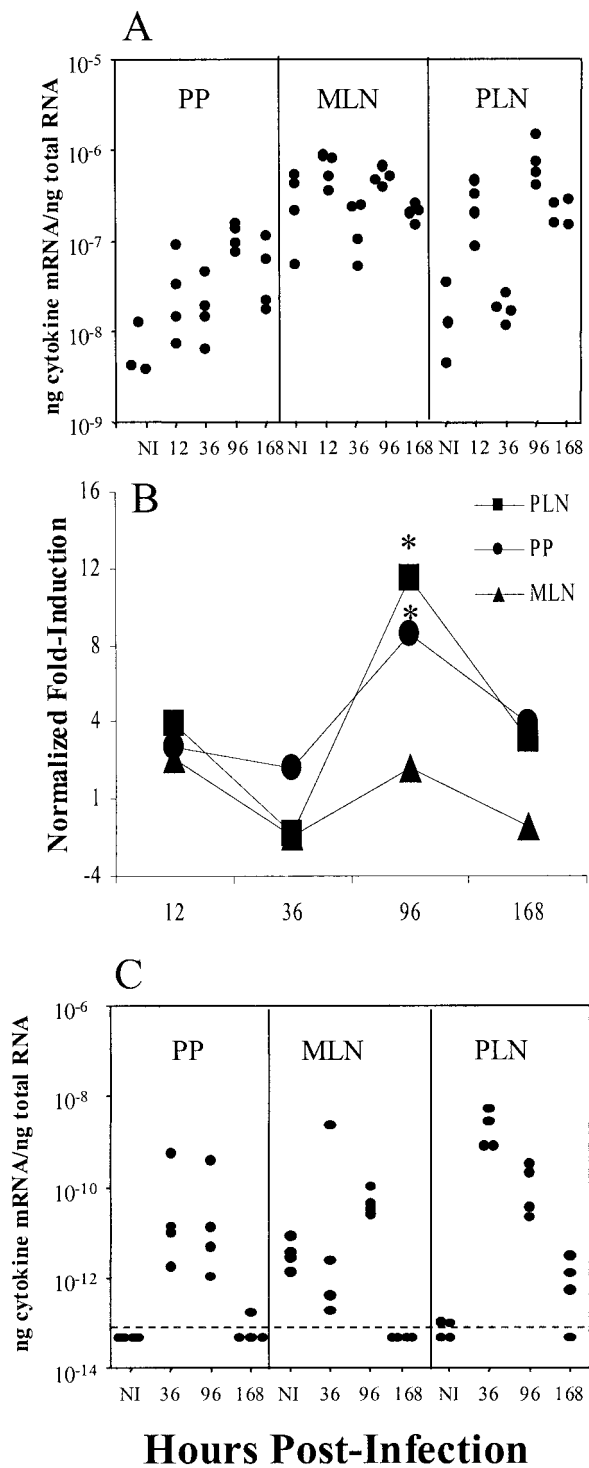 A
ng cytokine mRNA/ng total RNA
10-5
10-6
10-7
10-8
10-9
PP
MLN
PLN
NI 12 36 96 168 NI 12 36 96 168 NI 12 36 96 168
B
Normalized Fold-Induction
16
12
8
4
1
-4
PLN
PP
MLN
*
*
12 36 96 168
C
ng cytokine mRNA/ng total RNA
10-6
10-8
10-10
10-12
10-14
PP
MLN
PLN
NI 36 96 168 NI 36 96 168 NI 36 96 168
Hours Post-Infection